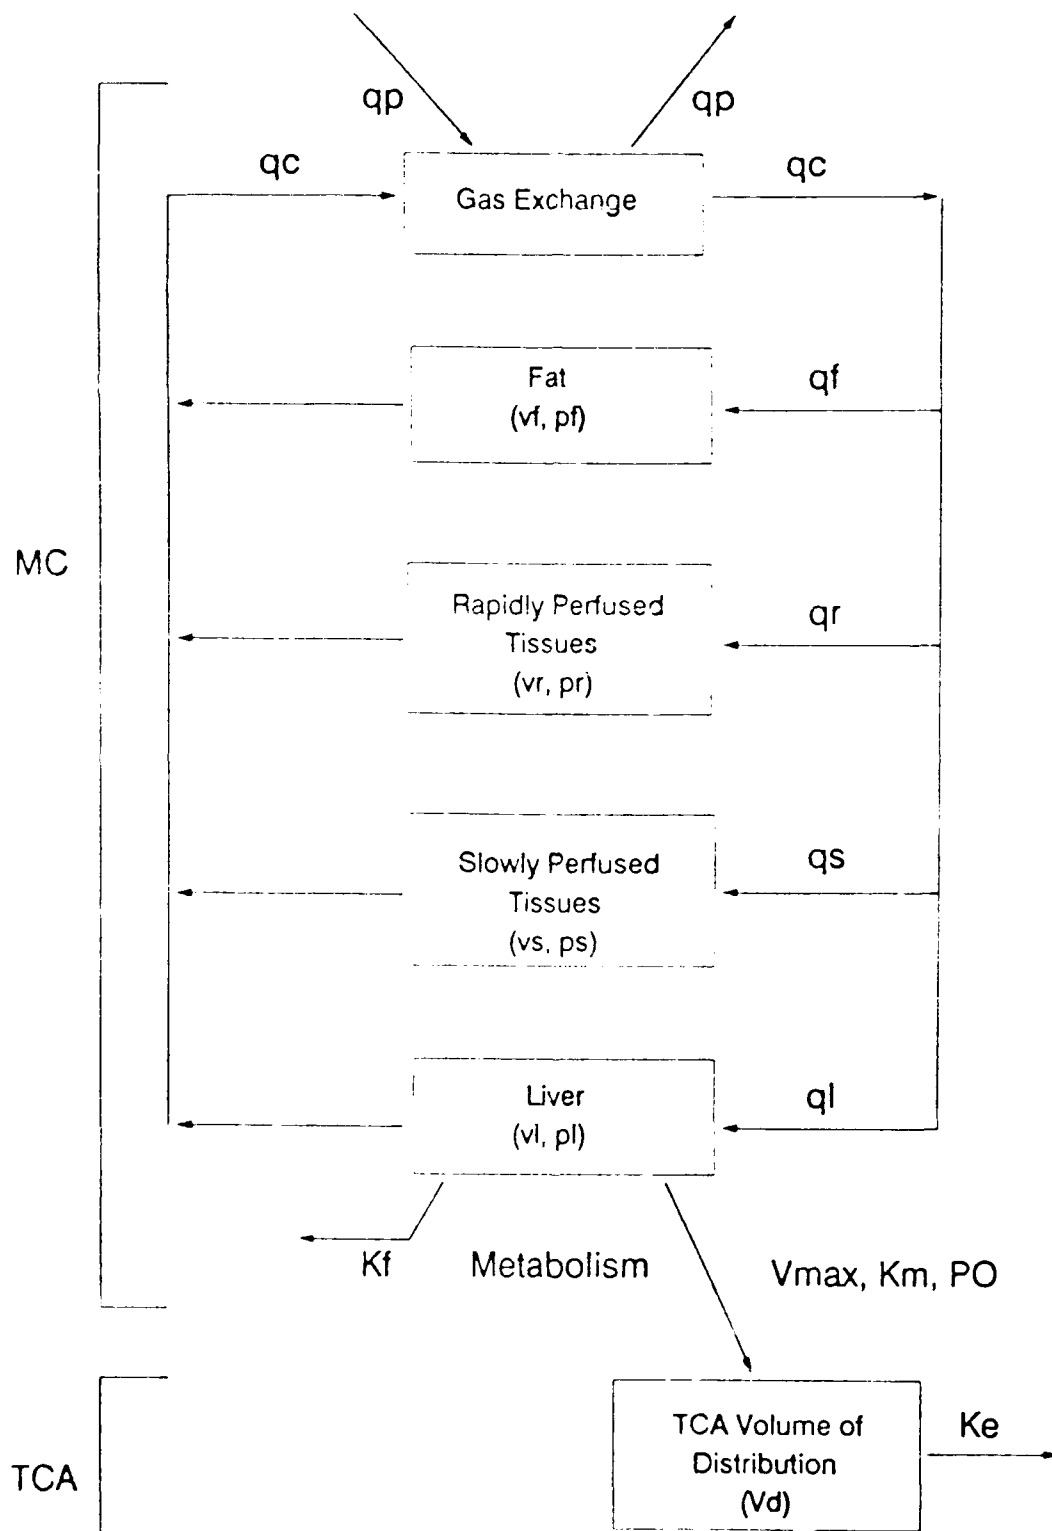 qp
qp
qc
qc
Gas Exchange
Fat
(vf, pf)
qf
MC
Rapidly Perfused
Tissues
(vr, pr)
qr
Slowly Perfused
Tissues
(vs, ps)
qs
Liver
(vl, pl)
ql
Kf
Metabolism
Vmax, Km, PO
TCA Volume of
Distribution
(Vd)
Ke
TCA